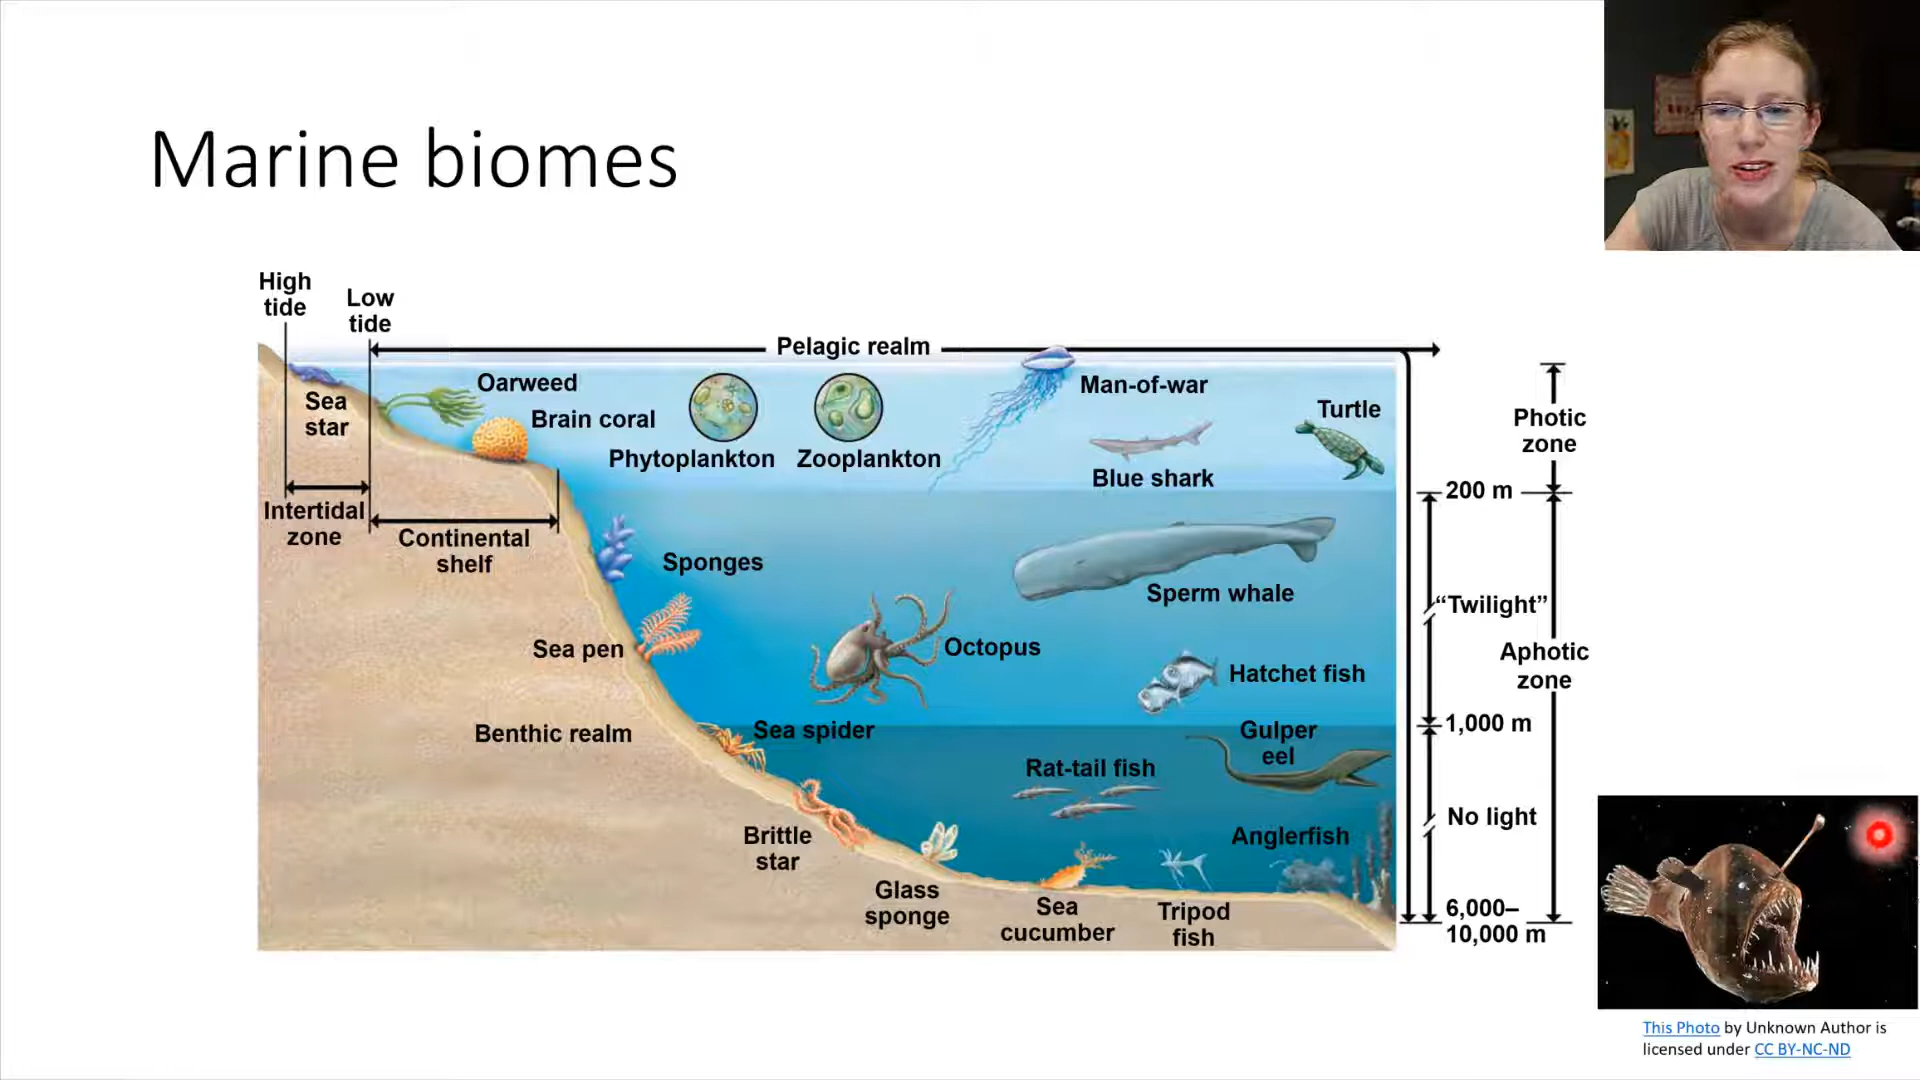 Marine biomes
High
tide
Low
tide
Pelagic realm
Oarweed
Sea
star
Brain coral
Phytoplankton
Zooplankton
Man-of-war
Blue shark
Turtle
Photic
zone
200 m
Intertidal
zone
Continental
shelf
Sponges
Sperm whale
"Twilight"
Sea pen
Octopus
Hatchet fish
Aphotic
zone
Benthic realm
Sea spider
Gulper
eel
1,000 m
Rat-tail fish
No light
Brittle
star
Anglerfish
Glass
sponge
Sea
cucumber
Tripod
fish
6,000–
10,000 m
This Photo by Unknown Author is
licensed under CC BY-NC-ND